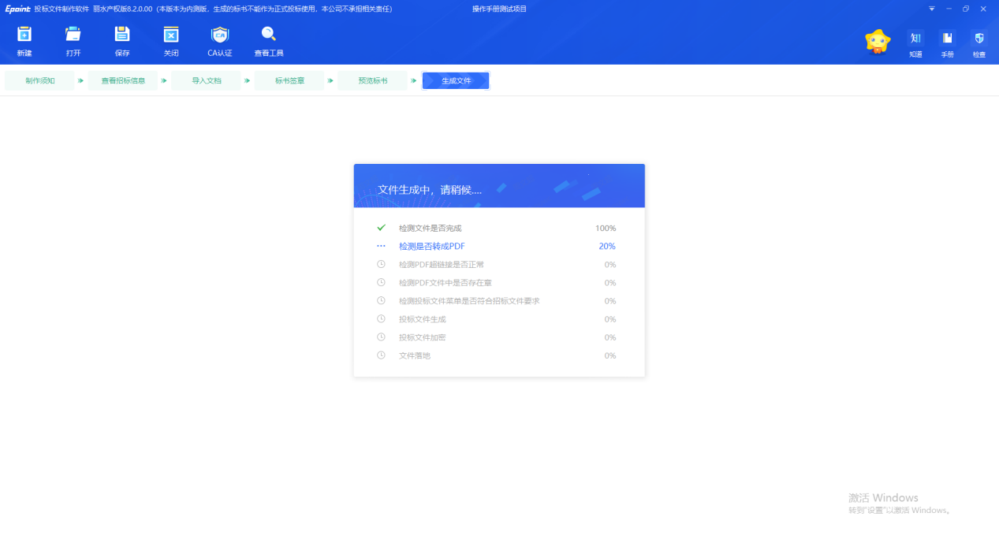 Epoint 投标文件制作软件 丽水产权版8.2.0.00（本版本为内测版，生成的标书不能作为正式投标使用，本公司不承担相关责任） 操作手册测试项目
新建 打开 保存 关闭 CA认证 查看工具 知道 手册 检查
制作须知 查看招标信息 导入文档 标书签章 预览标书 生成文件
文件生成中，请稍候....
检测文件是否完成 100%
检测是否转成PDF 20%
检测PDF超链接是否正常 0%
检测PDF文件中是否存在章 0%
检测投标文件菜单是否符合招标文件要求 0%
投标文件生成 0%
投标文件加密 0%
文件落地 0%
激活 Windows
转到"设置"以激活 Windows。